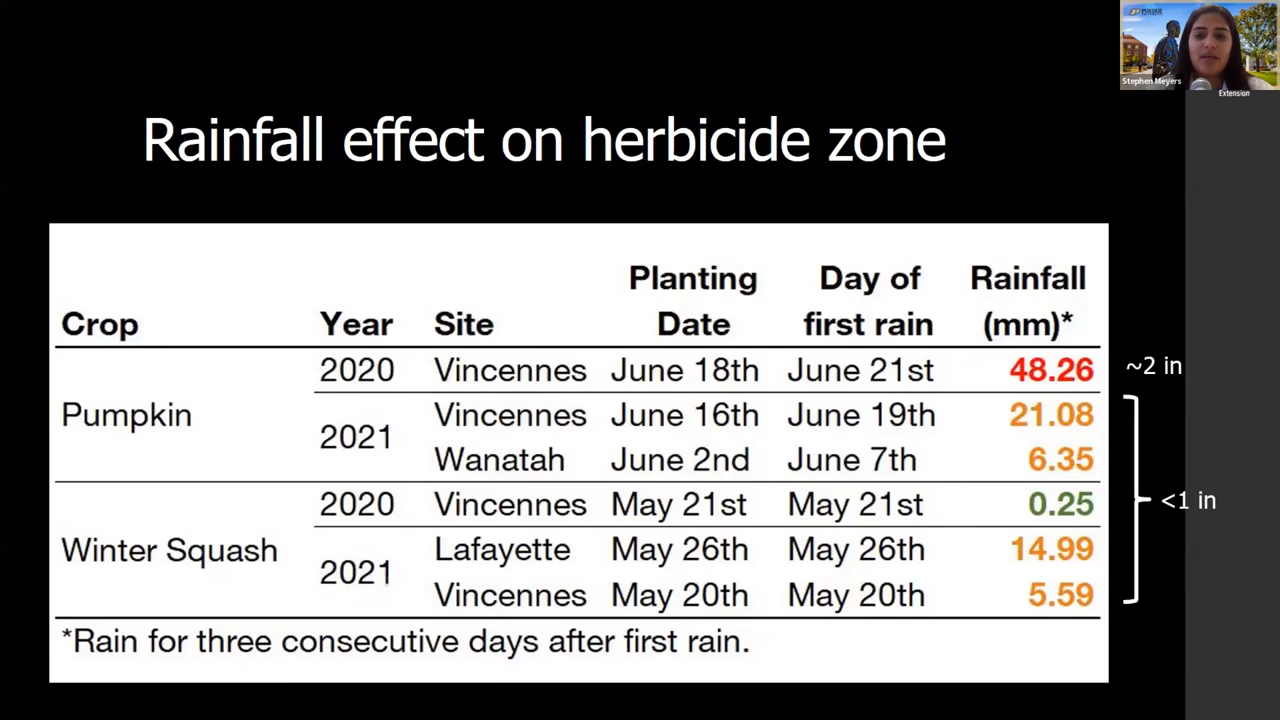 PURDUE
Stephen Meyers
Extension
Rainfall effect on herbicide zone
Crop Year Site Planting Date Day of first rain Rainfall (mm)*
Pumpkin 2020 Vincennes June 18th June 21st 48.26 ~2 in
2021 Vincennes June 16th June 19th 21.08
Wanatah June 2nd June 7th 6.35
Winter Squash 2020 Vincennes May 21st May 21st 0.25 <1 in
2021 Lafayette May 26th May 26th 14.99
Vincennes May 20th May 20th 5.59
*Rain for three consecutive days after first rain.